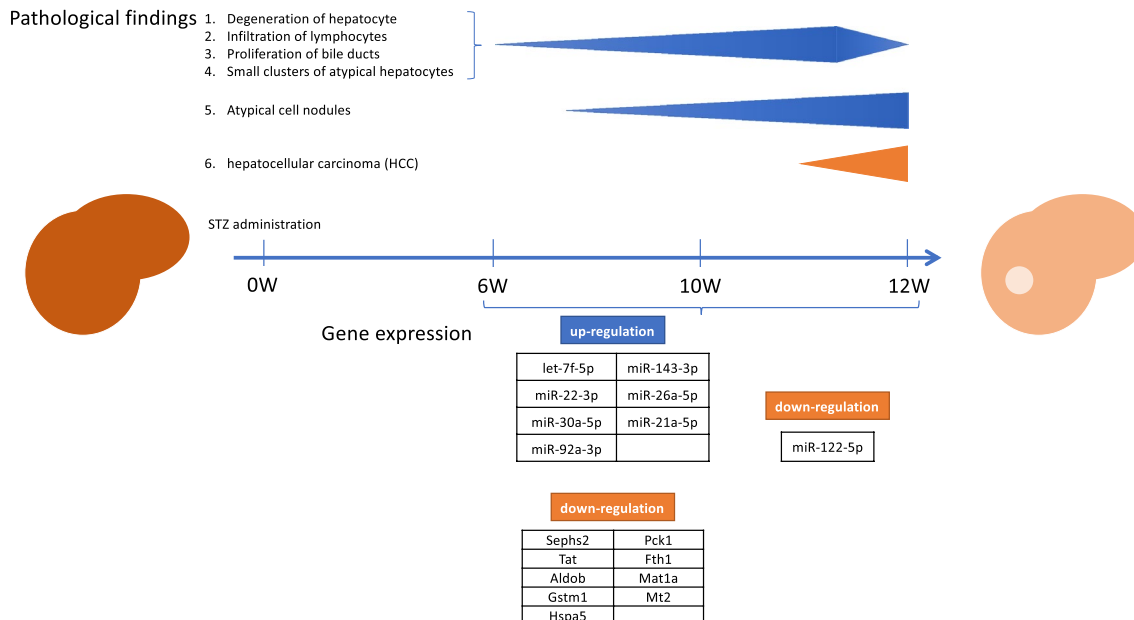 Pathological findings
1. Degeneration of hepatocyte
2. Infiltration of lymphocytes
3. Proliferation of bile ducts
4. Small clusters of atypical hepatocytes
5. Atypical cell nodules
6. hepatocellular carcinoma (HCC)
STZ administration
0W 6W 10W 12W
Gene expression
up-regulation
let-7f-5p miR-143-3p
miR-22-3p miR-26a-5p
miR-30a-5p miR-21a-5p
miR-92a-3p
down-regulation
miR-122-5p
down-regulation
Sephs2 Pck1
Tat Fth1
Aldob Mat1a
Gstm1 Mt2
Hspa5